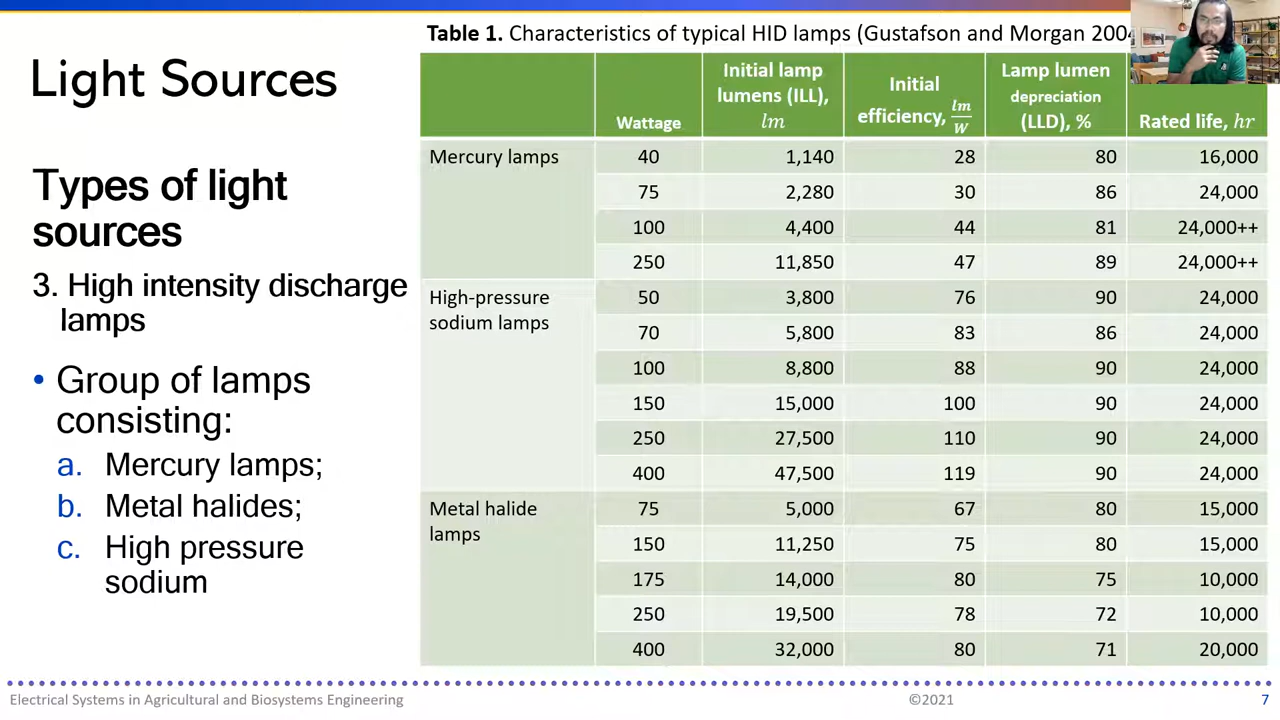 Table 1. Characteristics of typical HID lamps (Gustafson and Morgan 2004
Light Sources
Types of light
sources
3. High intensity discharge
lamps
• Group of lamps
consisting:
a. Mercury lamps;
b. Metal halides;
c. High pressure
sodium
Wattage Initial lamp lumens (ILL), lm Initial efficiency, lm/W Lamp lumen depreciation (LLD), % Rated life, hr
Mercury lamps 40 1,140 28 80 16,000
75 2,280 30 86 24,000
100 4,400 44 81 24,000++
250 11,850 47 89 24,000++
High-pressure sodium lamps 50 3,800 76 90 24,000
70 5,800 83 86 24,000
100 8,800 88 90 24,000
150 15,000 100 90 24,000
250 27,500 110 90 24,000
400 47,500 119 90 24,000
Metal halide lamps 75 5,000 67 80 15,000
150 11,250 75 80 15,000
175 14,000 80 75 10,000
250 19,500 78 72 10,000
400 32,000 80 71 20,000
Electrical Systems in Agricultural and Biosystems Engineering ©2021 7